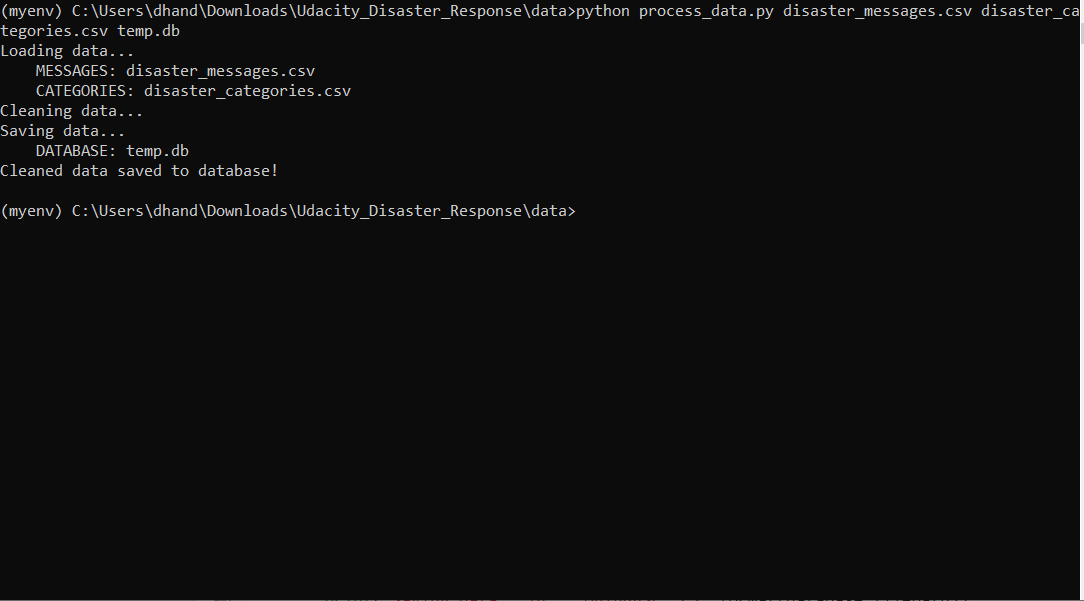 (myenv) C:\Users\dhand\Downloads\Udacity_Disaster_Response\data>python process_data.py disaster_messages.csv disaster_ca
tegories.csv temp.db
Loading data...
    MESSAGES: disaster_messages.csv
    CATEGORIES: disaster_categories.csv
Cleaning data...
Saving data...
    DATABASE: temp.db
Cleaned data saved to database!

(myenv) C:\Users\dhand\Downloads\Udacity_Disaster_Response\data>